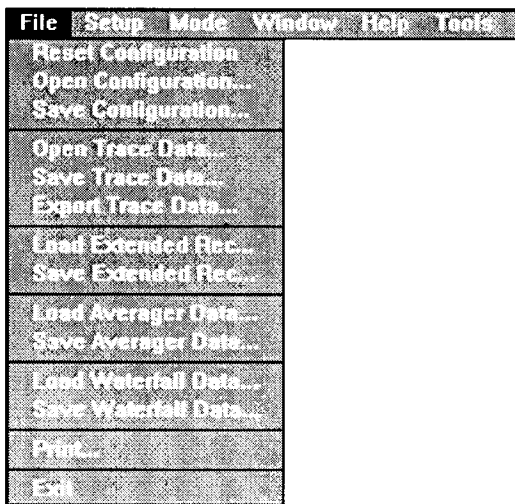 File Setup Mode Window Help Tools
Reset Configuration
Open Configuration...
Save Configuration...
Open Trace Data...
Save Trace Data...
Export Trace Data...
Load Extended Rec...
Save Extended Rec...
Load Averager Data...
Save Averager Data...
Load Waterfall Data...
Save Waterfall Data...
Print...
Exit